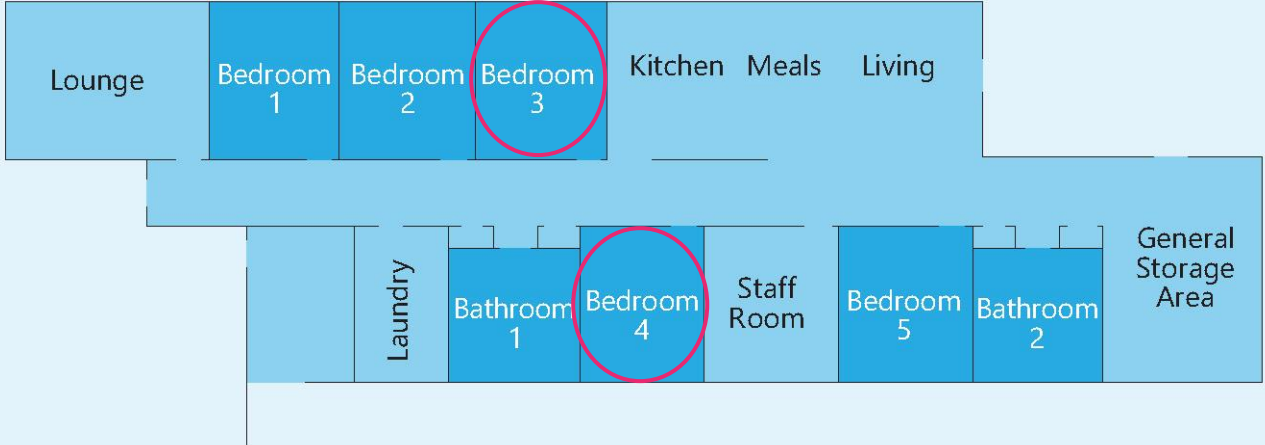 Lounge
Bedroom
1
Bedroom
2
Bedroom
3
Kitchen Meals Living
Laundry
Bathroom
1
Bedroom
4
Staff
Room
Bedroom
5
Bathroom
2
General
Storage
Area